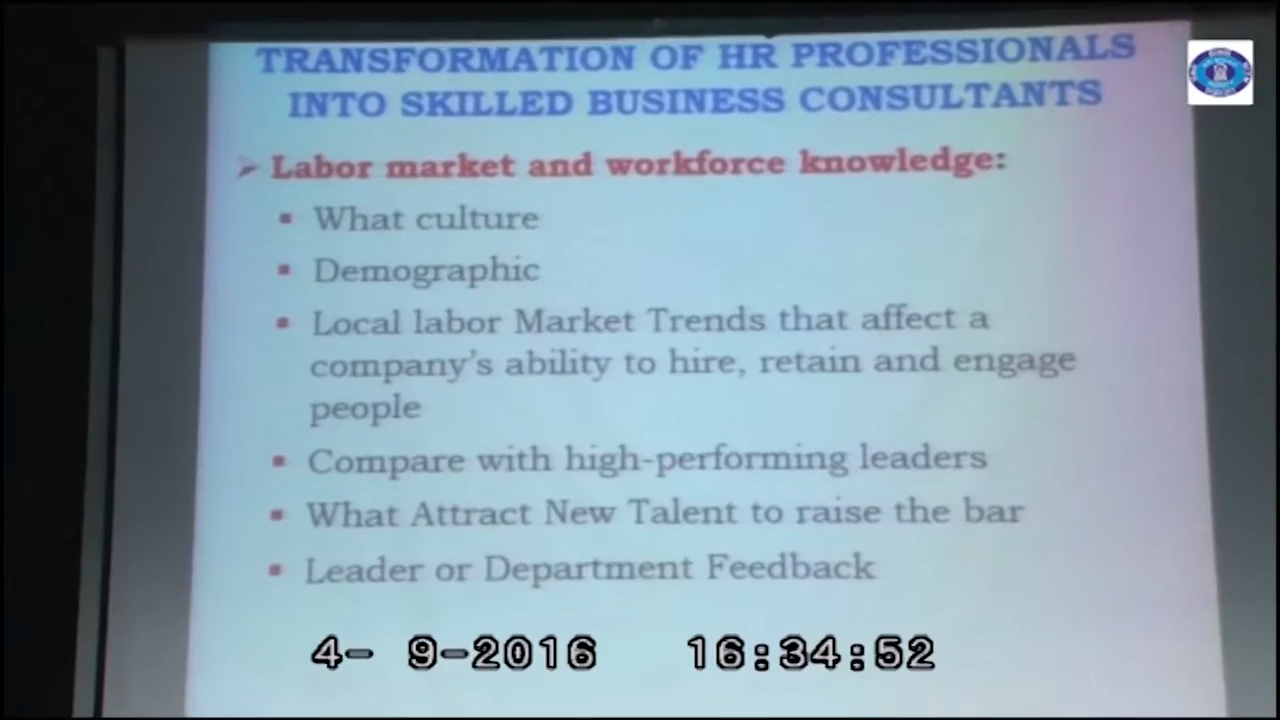 TRANSFORMATION OF HR PROFESSIONALS
INTO SKILLED BUSINESS CONSULTANTS
➢ Labor market and workforce knowledge:
▪ What culture
▪ Demographic
▪ Local labor Market Trends that affect a
company's ability to hire, retain and engage
people
▪ Compare with high-performing leaders
▪ What Attract New Talent to raise the bar
▪ Leader or Department Feedback
4- 9-2016 16:34:52